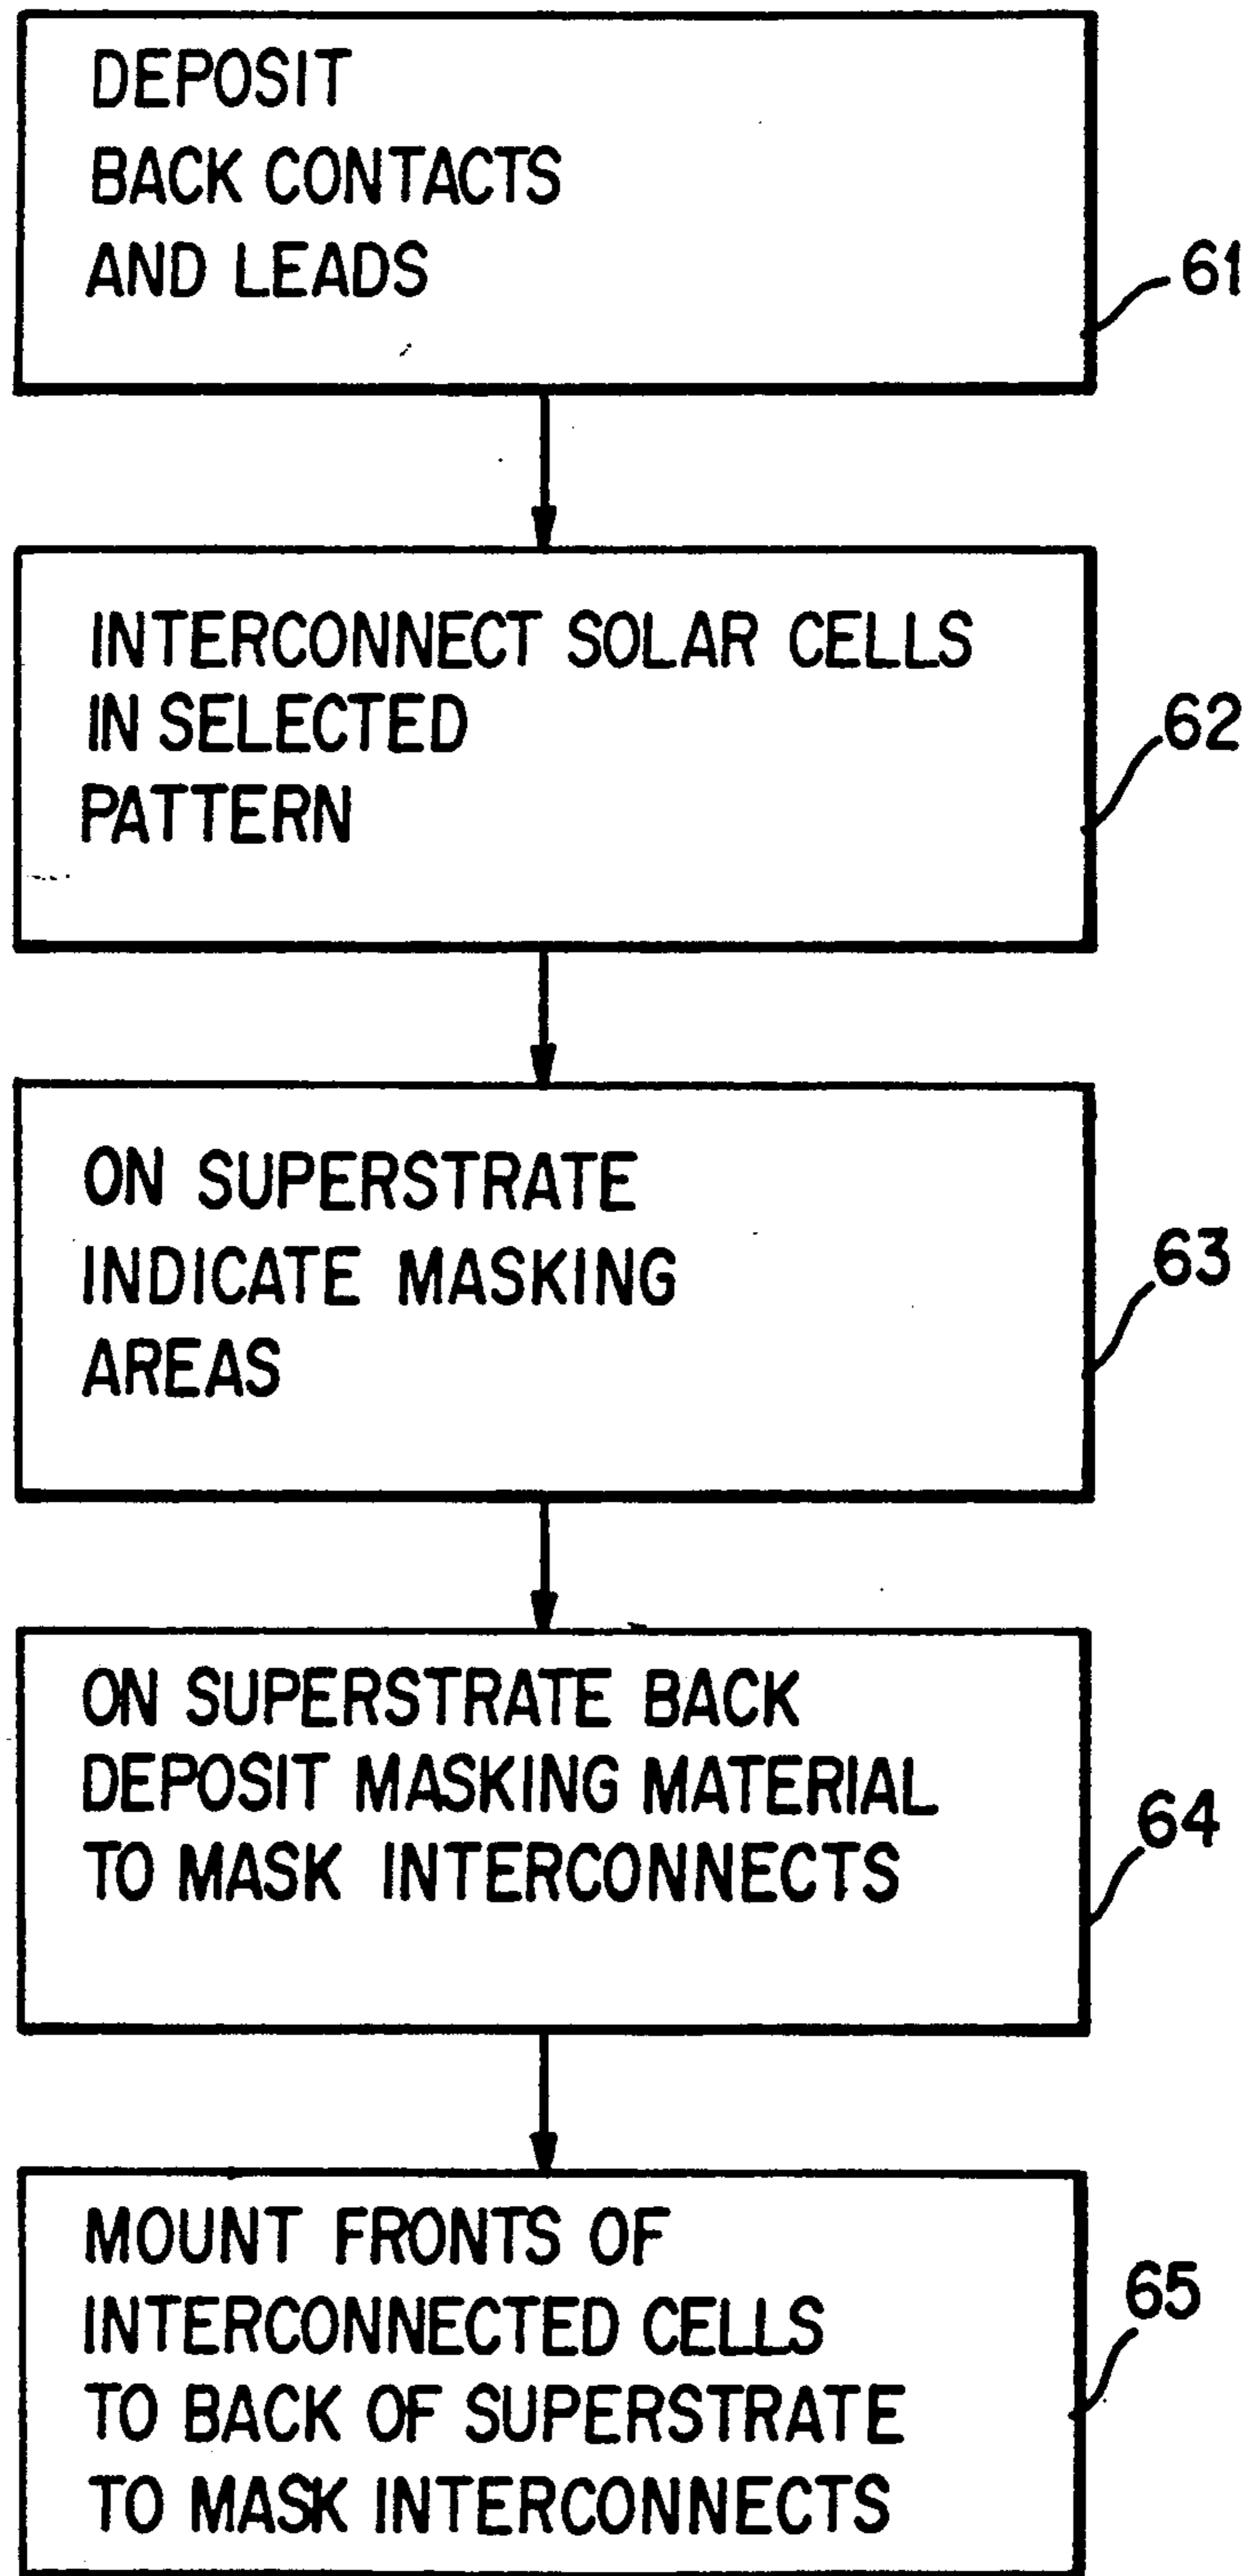 DEPOSIT
BACK CONTACTS
AND LEADS
61
INTERCONNECT SOLAR CELLS
IN SELECTED
PATTERN
62
ON SUPERSTRATE
INDICATE MASKING
AREAS
63
ON SUPERSTRATE BACK
DEPOSIT MASKING MATERIAL
TO MASK INTERCONNECTS
64
MOUNT FRONTS OF
INTERCONNECTED CELLS
TO BACK OF SUPERSTRATE
TO MASK INTERCONNECTS
65